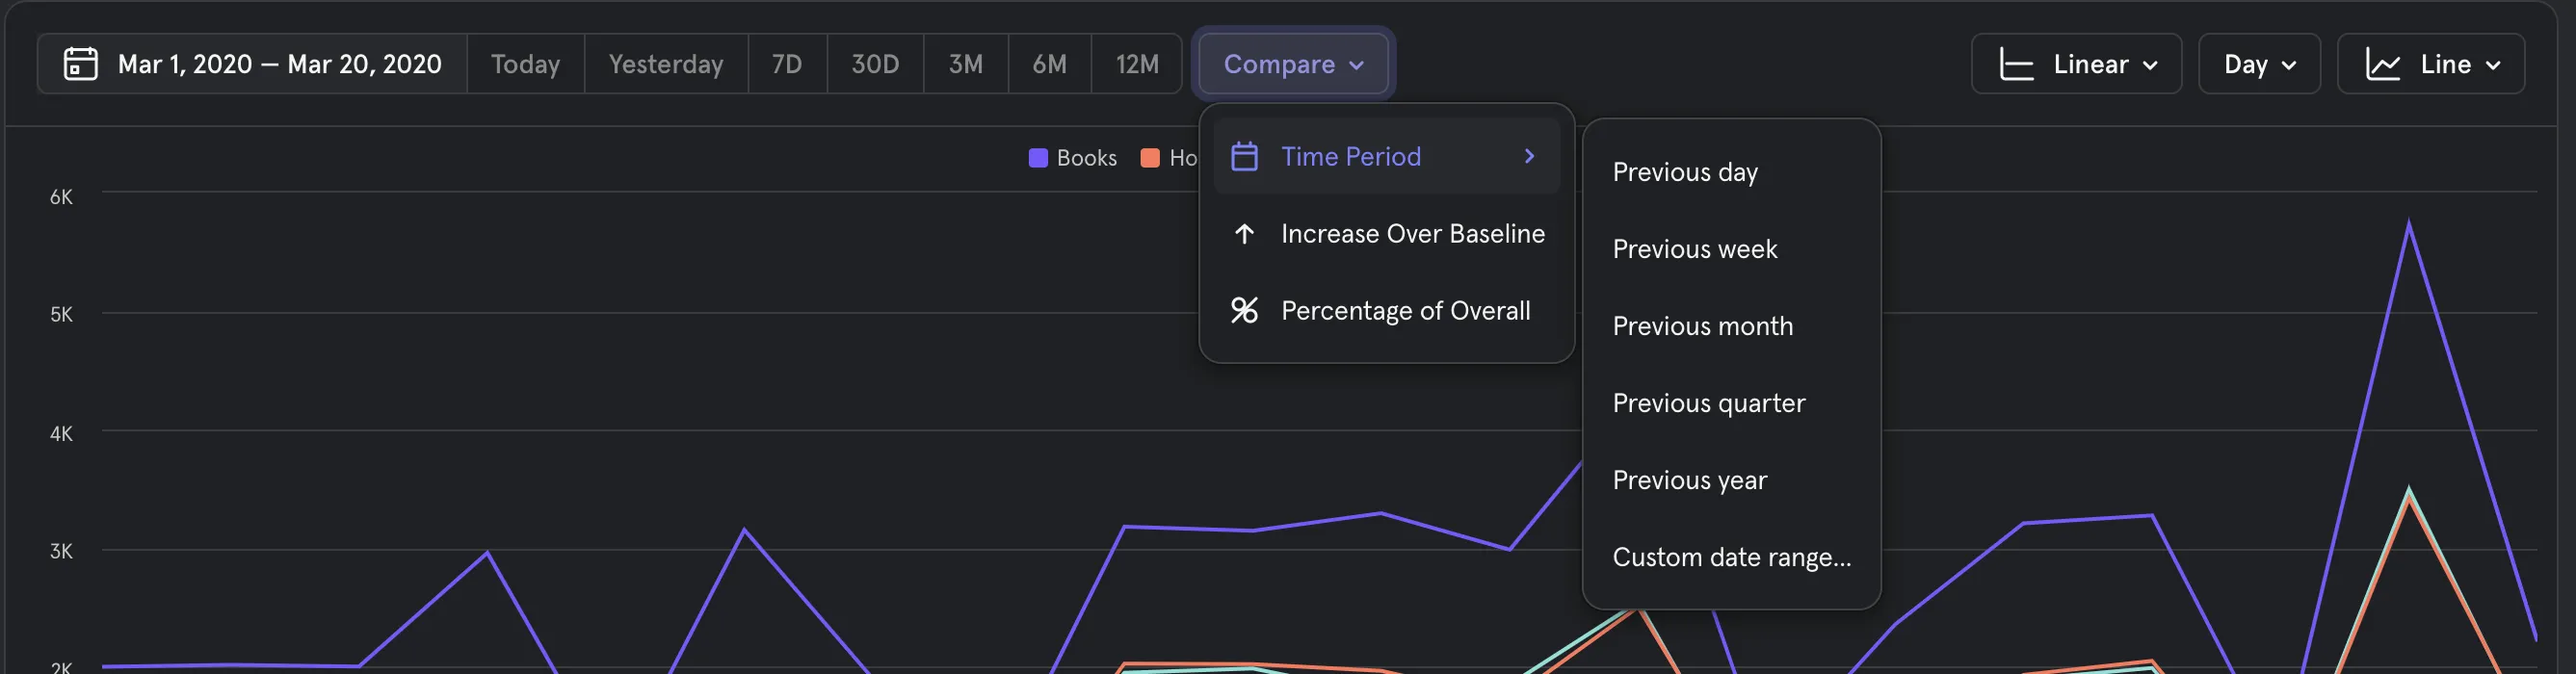 Mar 1, 2020 — Mar 20, 2020 Today Yesterday 7D 30D 3M 6M 12M Compare Linear Day Line
Books
Time Period
Increase Over Baseline
Percentage of Overall
Previous day
Previous week
Previous month
Previous quarter
Previous year
Custom date range...
6K
5K
4K
3K
2K